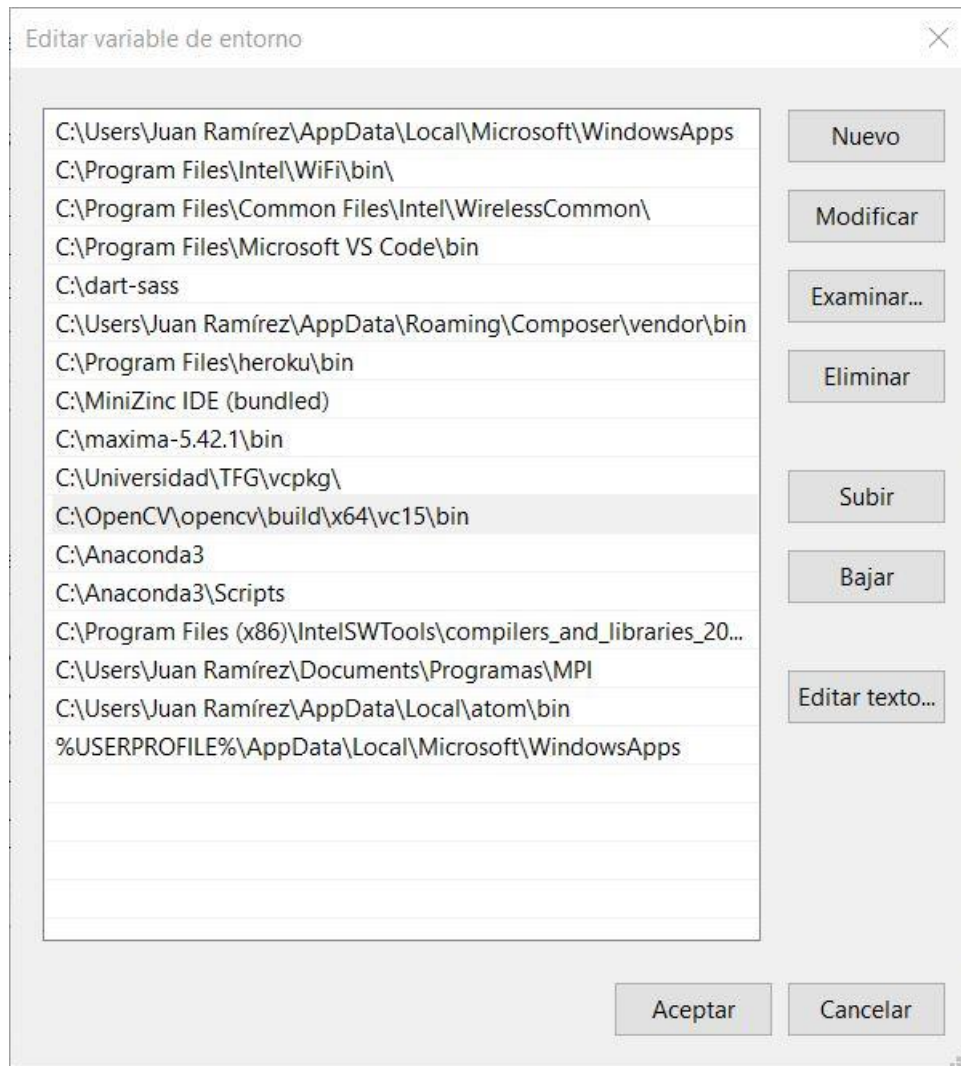 Editar variable de entorno
C:\Users\Juan Ramírez\AppData\Local\Microsoft\WindowsApps
C:\Program Files\Intel\WiFi\bin\
C:\Program Files\Common Files\Intel\WirelessCommon\
C:\Program Files\Microsoft VS Code\bin
C:\dart-sass
C:\Users\Juan Ramírez\AppData\Roaming\Composer\vendor\bin
C:\Program Files\heroku\bin
C:\MiniZinc IDE (bundled)
C:\maxima-5.42.1\bin
C:\Universidad\TFG\vcpkg\
C:\OpenCV\opencv\build\x64\vc15\bin
C:\Anaconda3
C:\Anaconda3\Scripts
C:\Program Files (x86)\IntelSWTools\compilers_and_libraries_20...
C:\Users\Juan Ramírez\Documents\Programas\MPI
C:\Users\Juan Ramírez\AppData\Local\atom\bin
%USERPROFILE%\AppData\Local\Microsoft\WindowsApps
Nuevo
Modificar
Examinar...
Eliminar
Subir
Bajar
Editar texto...
Aceptar
Cancelar